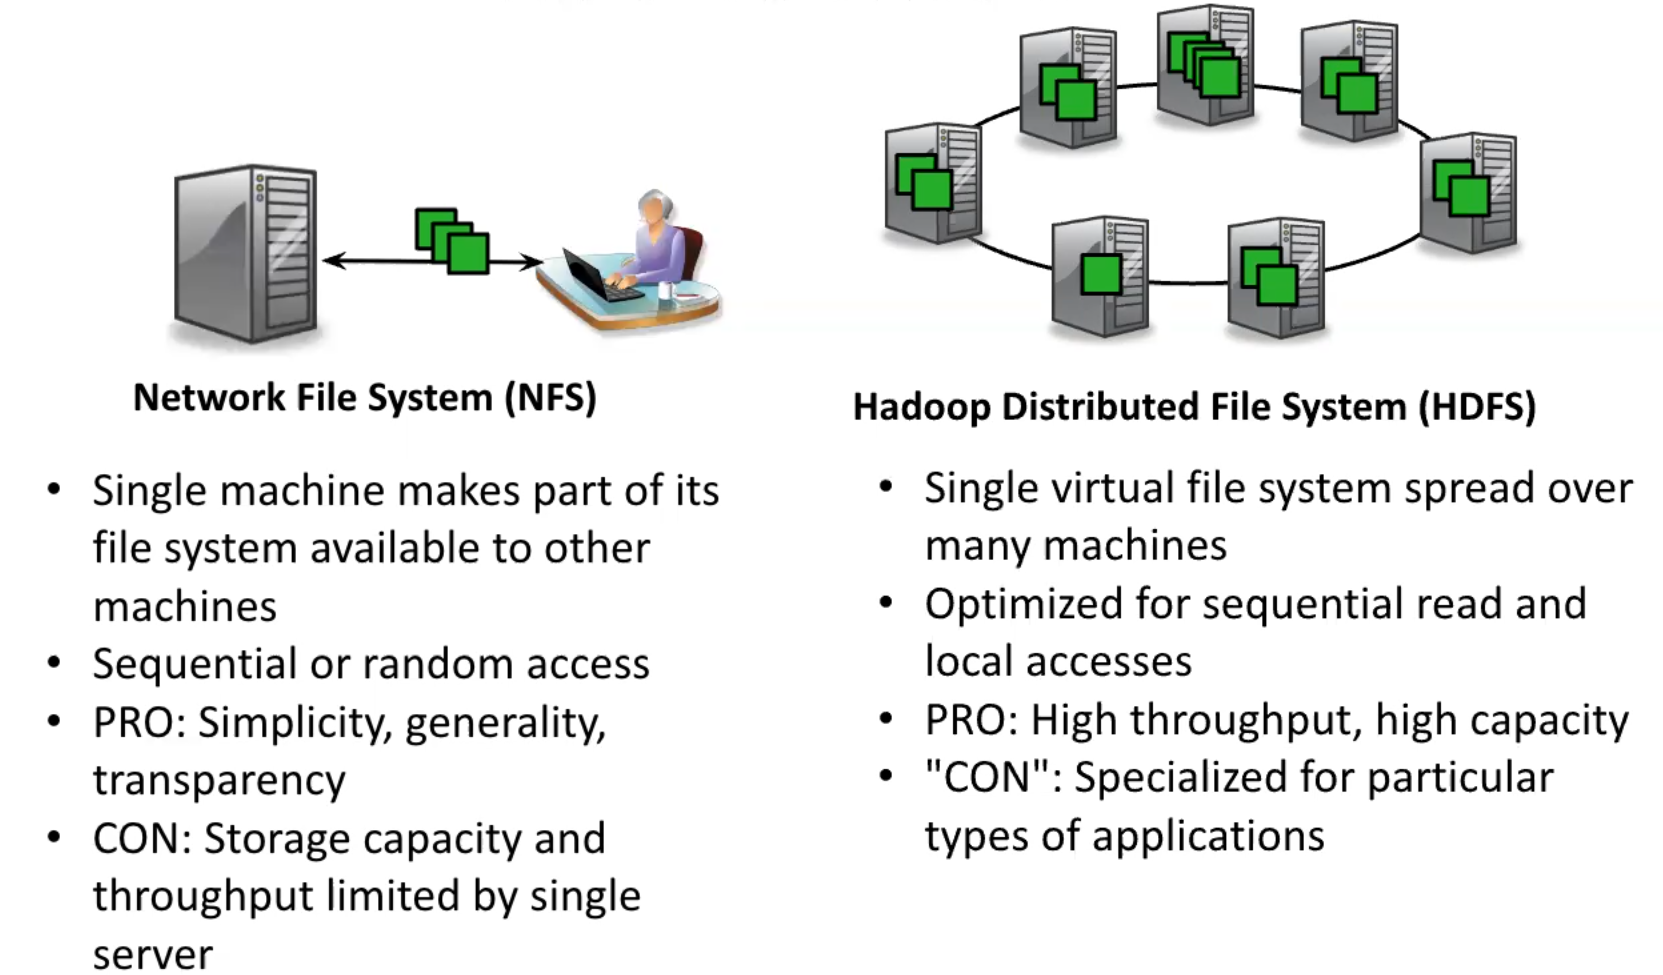 Network File System (NFS)
• Single machine makes part of its
file system available to other
machines
• Sequential or random access
• PRO: Simplicity, generality,
transparency
• CON: Storage capacity and
throughput limited by single
server
Hadoop Distributed File System (HDFS)
• Single virtual file system spread over
many machines
• Optimized for sequential read and
local accesses
• PRO: High throughput, high capacity
• "CON": Specialized for particular
types of applications